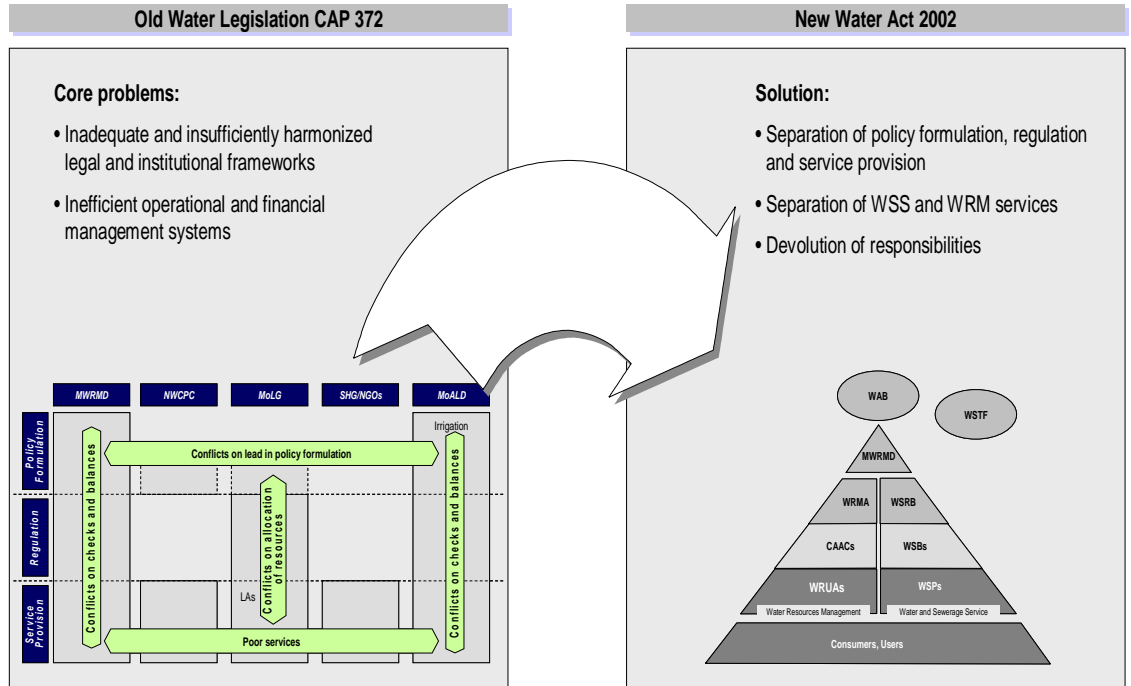 Old Water Legislation CAP 372
Core problems:
• Inadequate and insufficiently harmonized
legal and institutional frameworks
• Inefficient operational and financial
management systems
MWRMD
NWCPC
MoLG
SHG/NGOs
MoALD
Policy
Formulation
Regulation
Service
Provision
Irrigation
Conflicts on lead in policy formulation
Conflicts on checks and balances
Conflicts on allocation
of resources
Conflicts on checks and balances
LAs
Poor services
New Water Act 2002
Solution:
• Separation of policy formulation, regulation
and service provision
• Separation of WSS and WRM services
• Devolution of responsibilities
WAB
WSTF
MWRMD
WRMA
WSRB
CAACs
WSBs
WRUAs
WSPs
Water Resources Management
Water and Sewerage Service
Consumers, Users